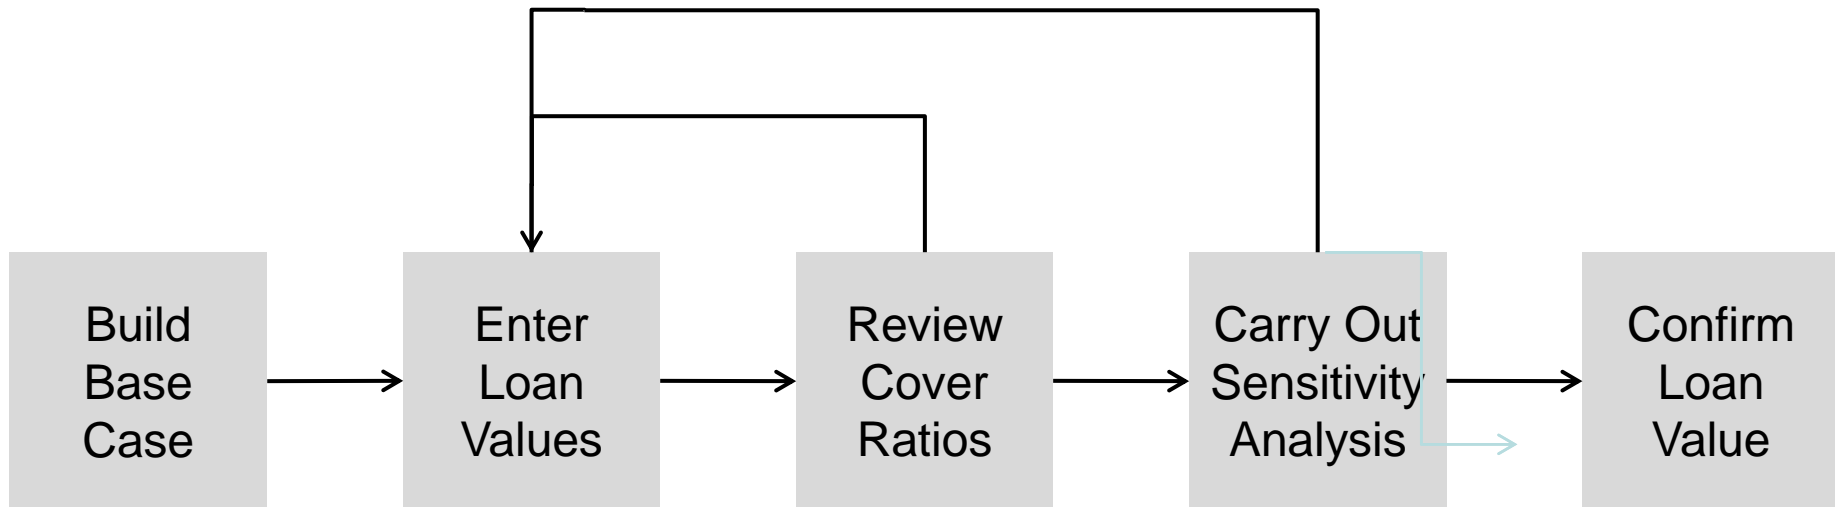 Build
Base
Case
Enter
Loan
Values
Review
Cover
Ratios
Carry Out
Sensitivity
Analysis
Confirm
Loan
Value